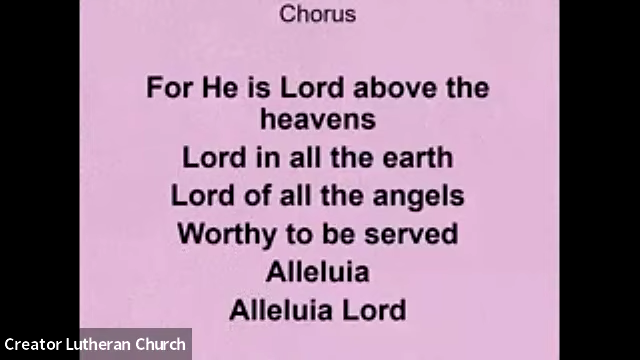 Chorus
For He is Lord above the
heavens
Lord in all the earth
Lord of all the angels
Worthy to be served
Alleluia
Alleluia Lord
Creator Lutheran Church